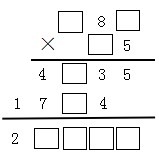 □ 8 □
× □ 5
4 □ 3 5
1 7 □ 4
2 □ □ □ □